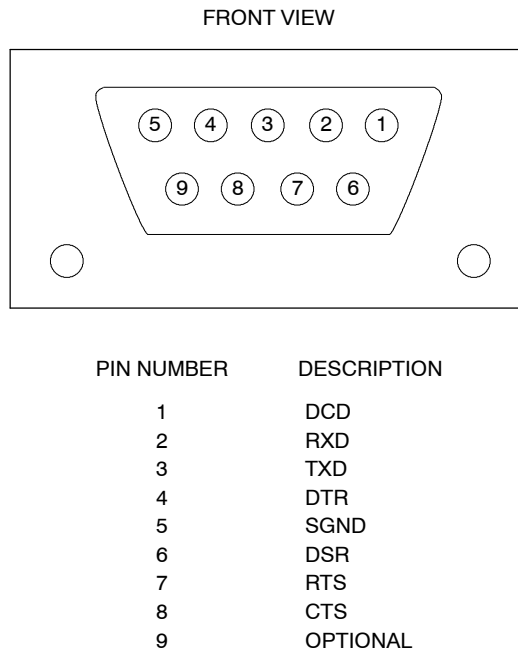 FRONT VIEW
5 4 3 2 1
9 8 7 6
PIN NUMBER DESCRIPTION
1 DCD
2 RXD
3 TXD
4 DTR
5 SGND
6 DSR
7 RTS
8 CTS
9 OPTIONAL